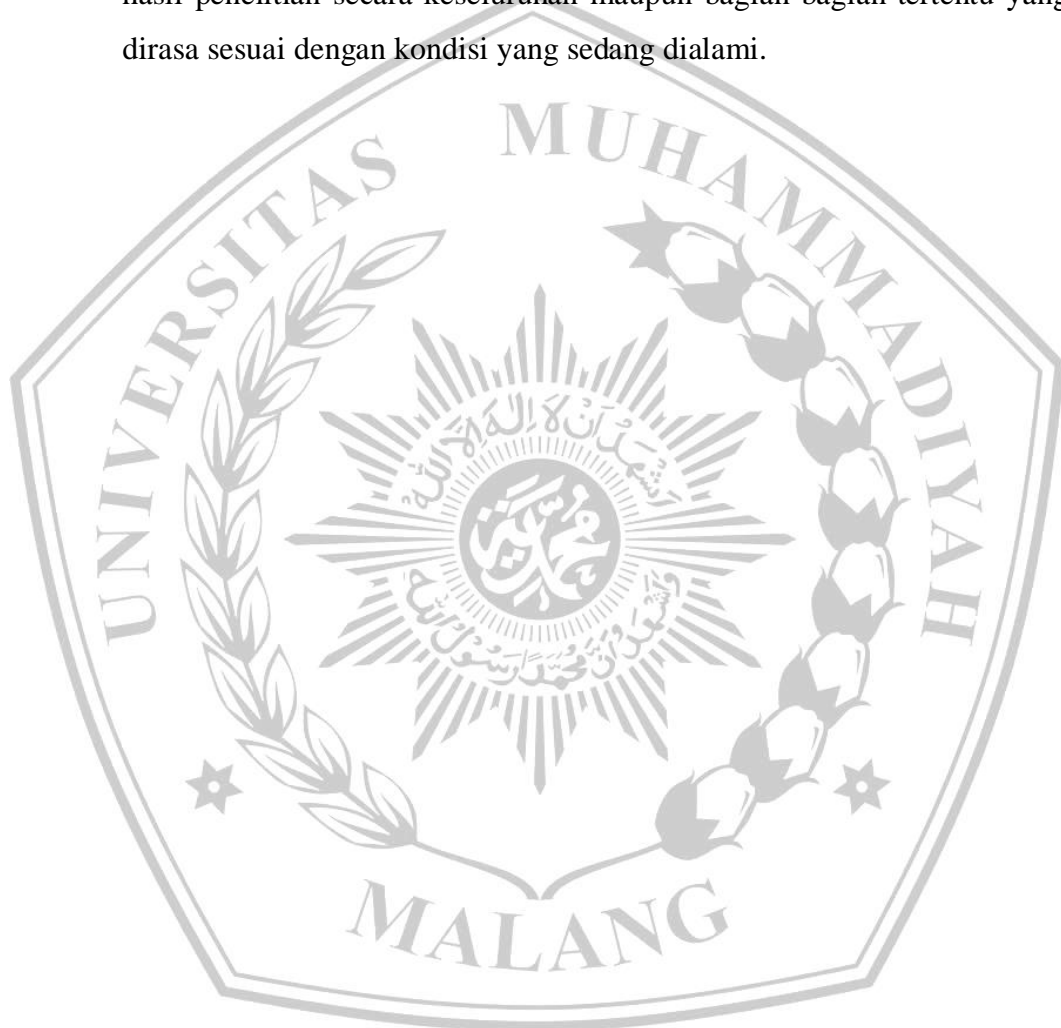 hasil penelitian secara keseluruhan maupun bagian-bagian tertentu yang
dirasa sesuai dengan kondisi yang sedang dialami.
UNIVERSITAS MUHAMMADIYAH
MALANG